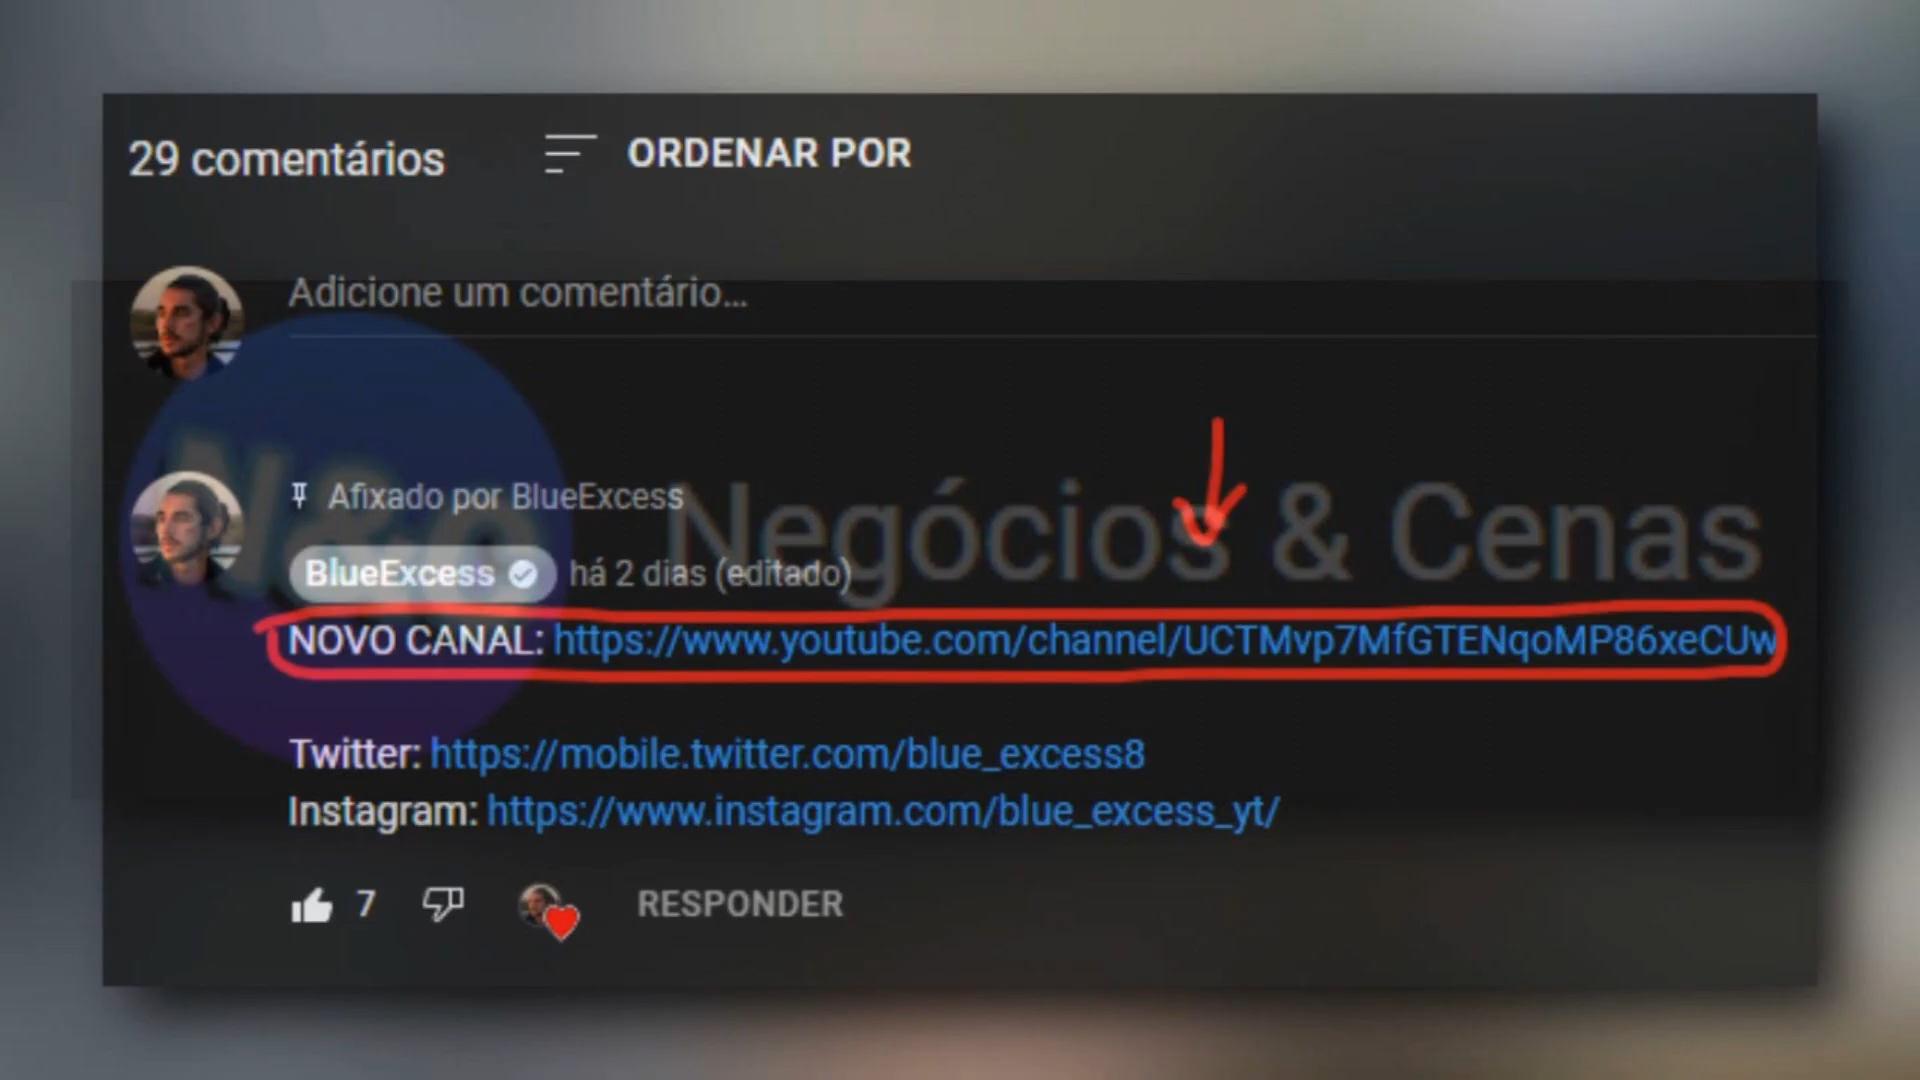 29 comentários
ORDENAR POR
Adicione um comentário...
Afixado por BlueExcess
N&C
Negócios & Cenas
BlueExcess há 2 dias (editado)
NOVO CANAL: https://www.youtube.com/channel/UCTMvp7MfGTENqoMP86xeCUw
Twitter: https://mobile.twitter.com/blue_excess8
Instagram: https://www.instagram.com/blue_excess_yt/
7
RESPONDER